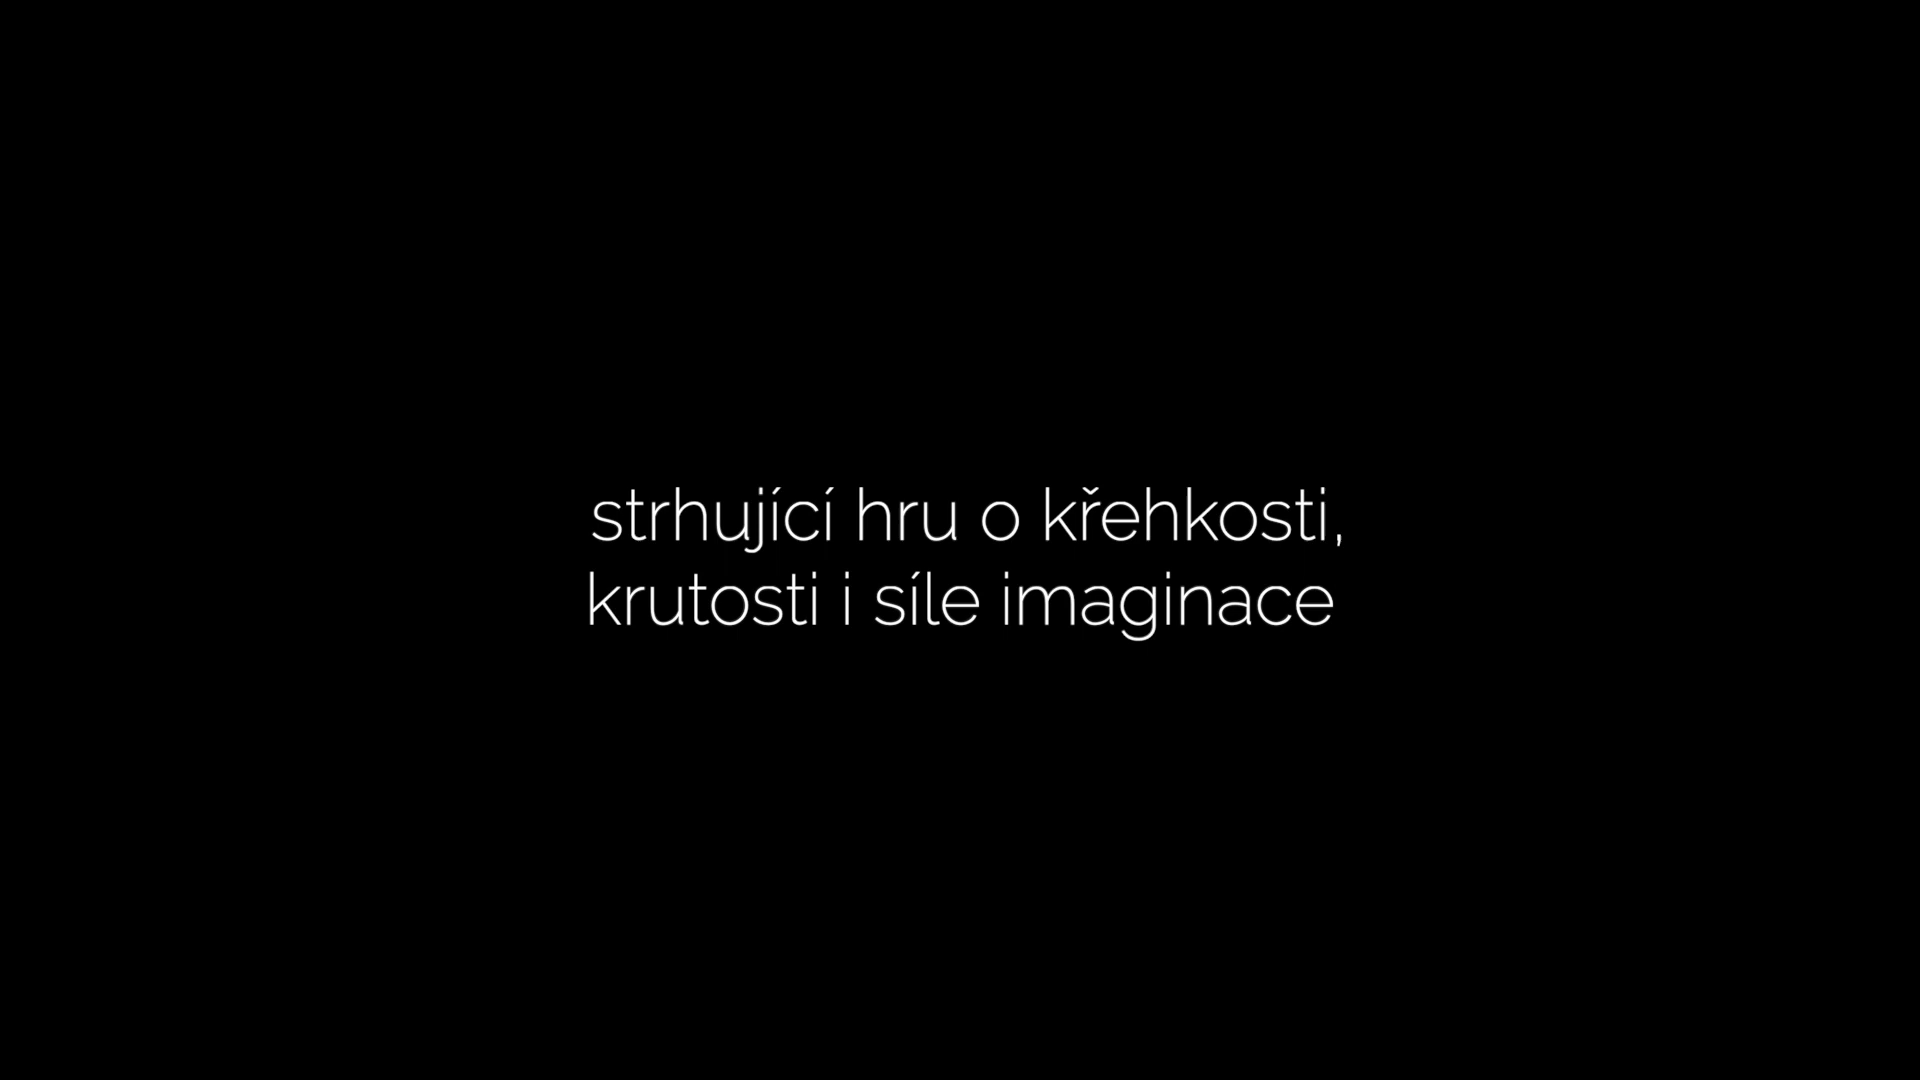 strhující hru o křehkosti,
krutosti i síle imaginace